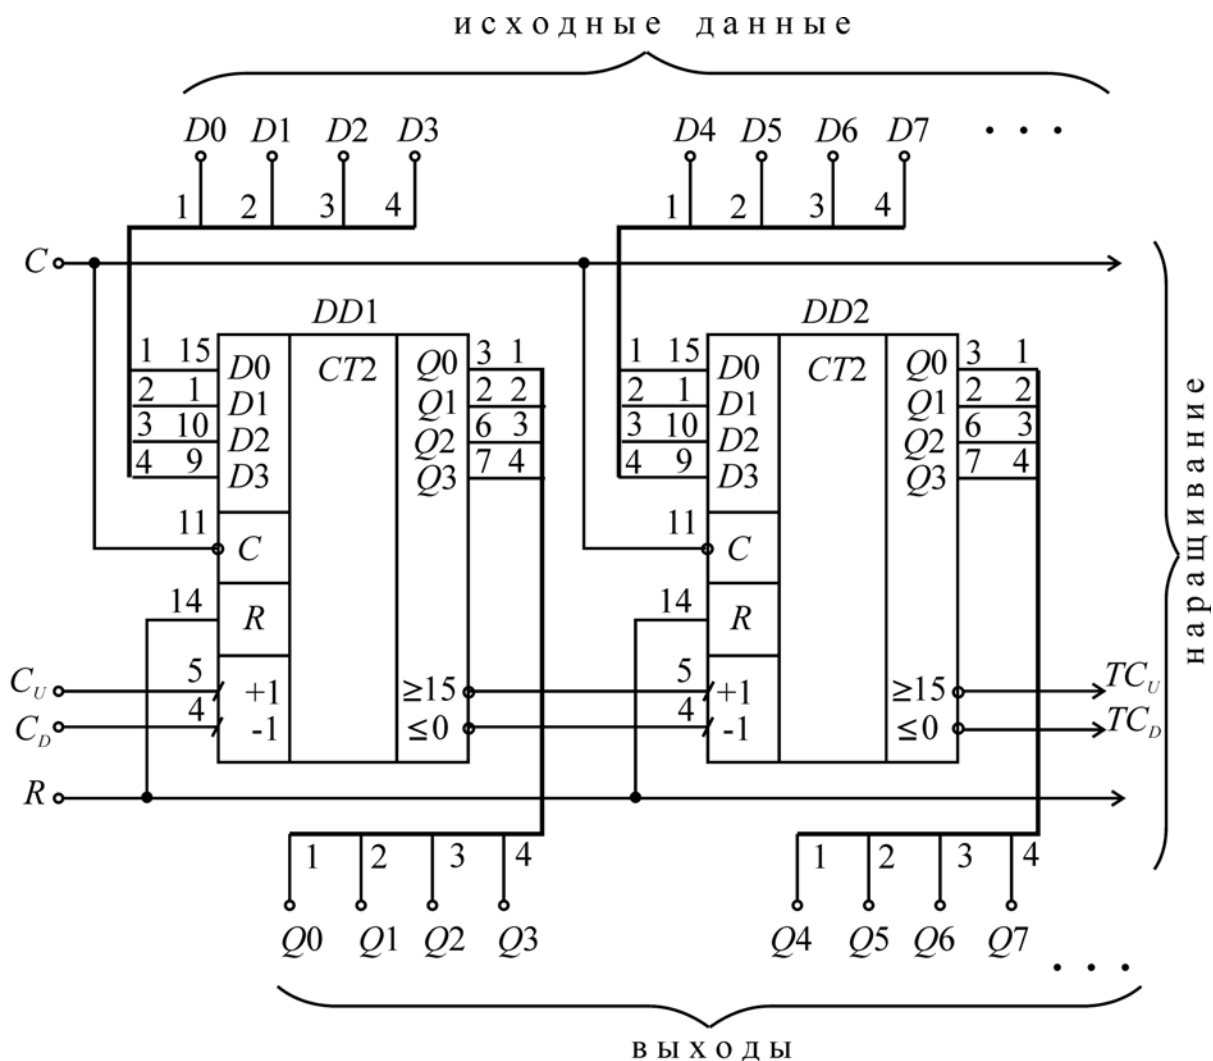 исходные данные
D0 D1 D2 D3 D4 D5 D6 D7 . . .
1 2 3 4 1 2 3 4
C
DD1 DD2
1 15 D0 CT2 Q0 3 1 1 15 D0 CT2 Q0 3 1
2 1 D1 Q1 2 2 2 1 D1 Q1 2 2
3 10 D2 Q2 6 3 3 10 D2 Q2 6 3
4 9 D3 Q3 7 4 4 9 D3 Q3 7 4
11 C 11 C
14 R 14 R
C_U 5 +1 ≥15 5 +1 ≥15 TC_U
C_D 4 -1 ≤0 4 -1 ≤0 TC_D
R
наращивание
1 2 3 4 1 2 3 4
Q0 Q1 Q2 Q3 Q4 Q5 Q6 Q7
. . .
выходы